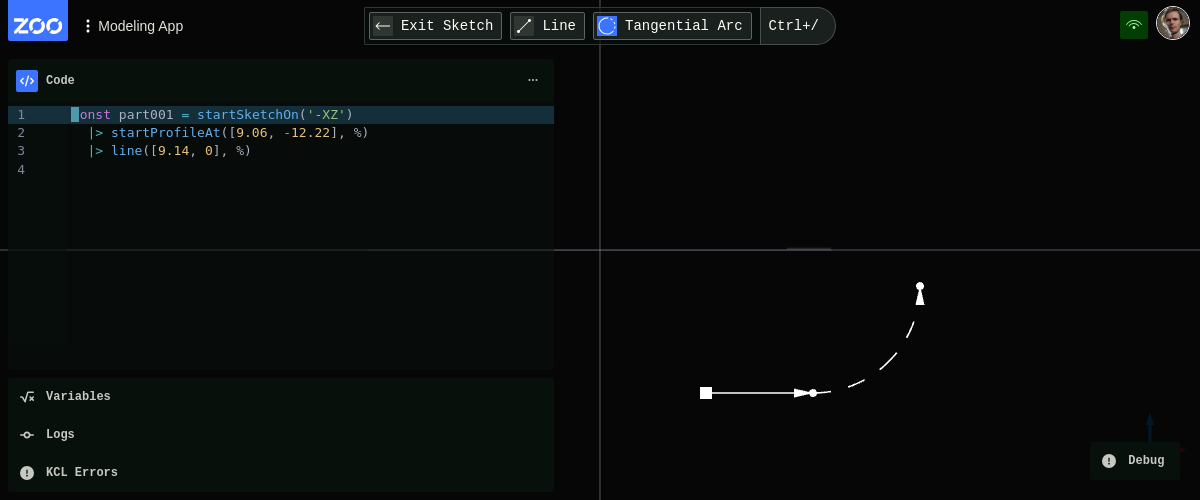 ZOO Modeling App Exit Sketch Line Tangential Arc Ctrl+/
Code ...
1 const part001 = startSketchOn('-XZ')
2 |> startProfileAt([9.06, -12.22], %)
3 |> line([9.14, 0], %)
4
Variables
Logs
KCL Errors
Debug